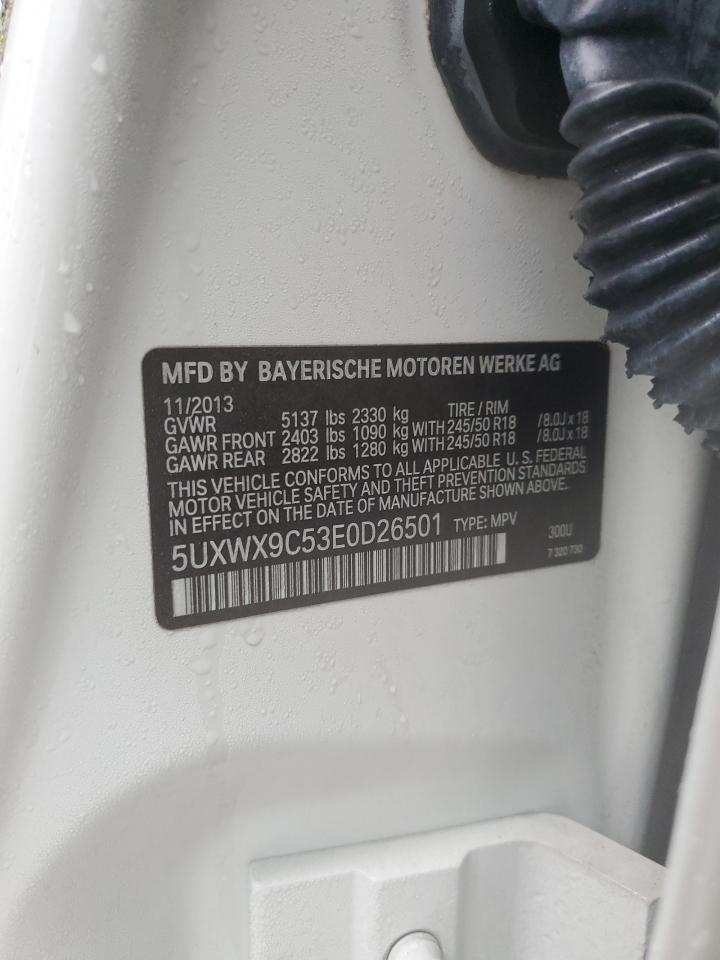 MFD BY BAYERISCHE MOTOREN WERKE AG
11/2013 TIRE / RIM
GVWR 5137 lbs 2330 kg
GAWR FRONT 2403 lbs 1090 kg WITH 245/50 R18 /8.0J x 18
GAWR REAR 2822 lbs 1280 kg WITH 245/50 R18 /8.0J x 18
THIS VEHICLE CONFORMS TO ALL APPLICABLE U.S. FEDERAL
MOTOR VEHICLE SAFETY AND THEFT PREVENTION STANDARDS
IN EFFECT ON THE DATE OF MANUFACTURE SHOWN ABOVE.
5UXWX9C53E0D26501 TYPE: MPV 300U
7 320 730